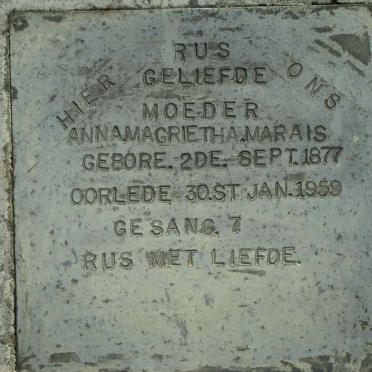 HIER RUS ONS
GELIEFDE
MOEDER
ANNAMAGRIETHA.MARAIS
GEBORE. 2DE. SEPT. 1877
OORLEDE 30.ST JAN. 1959
GESANG. 7
RUS MET LIEFDE.